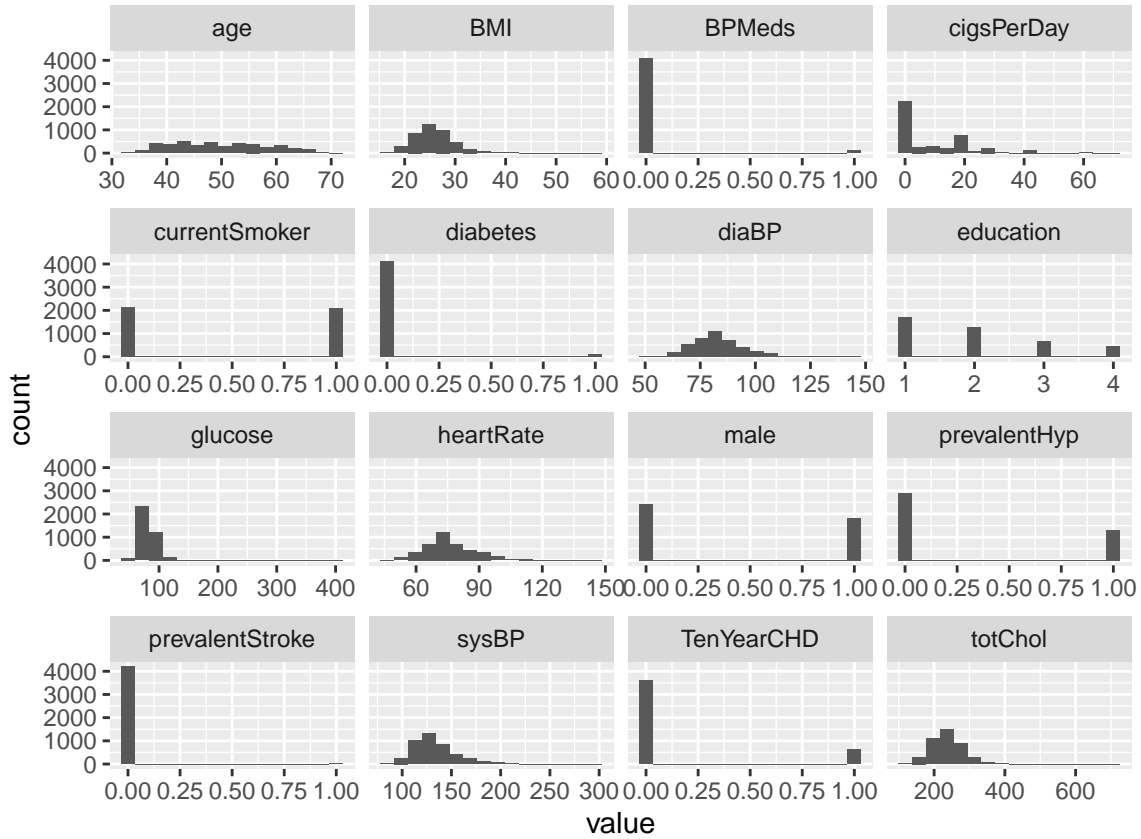 age BMI BPMeds cigsPerDay
4000
3000
2000
1000
0
30 40 50 60 70 20 30 40 50 60 0.00 0.25 0.50 0.75 1.00 0 20 40 60
currentSmoker diabetes diaBP education
4000
3000
2000
1000
0
0.00 0.25 0.50 0.75 1.00 0.00 0.25 0.50 0.75 1.00 50 75 100 125 150 1 2 3 4
count
glucose heartRate male prevalentHyp
4000
3000
2000
1000
0
100 200 300 400 60 90 120 150 0.00 0.25 0.50 0.75 1.00 0.00 0.25 0.50 0.75 1.00
prevalentStroke sysBP TenYearCHD totChol
4000
3000
2000
1000
0
0.00 0.25 0.50 0.75 1.00 100 150 200 250 300 0.00 0.25 0.50 0.75 1.00 200 400 600
value